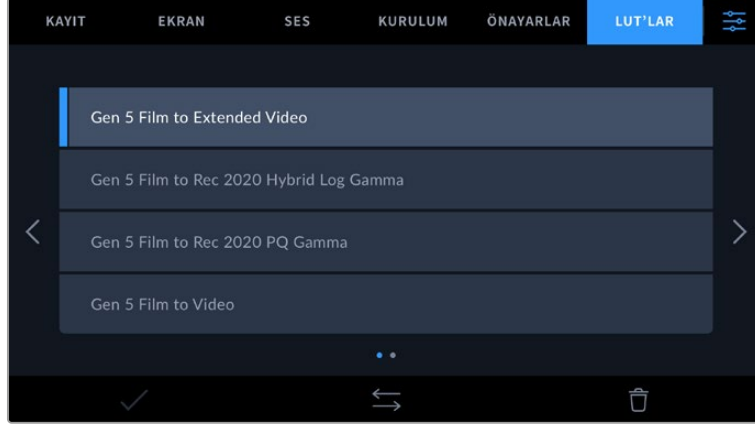 KAYIT EKRAN SES KURULUM ÖNAYARLAR LUT'LAR
Gen 5 Film to Extended Video
Gen 5 Film to Rec 2020 Hybrid Log Gamma
Gen 5 Film to Rec 2020 PQ Gamma
Gen 5 Film to Video